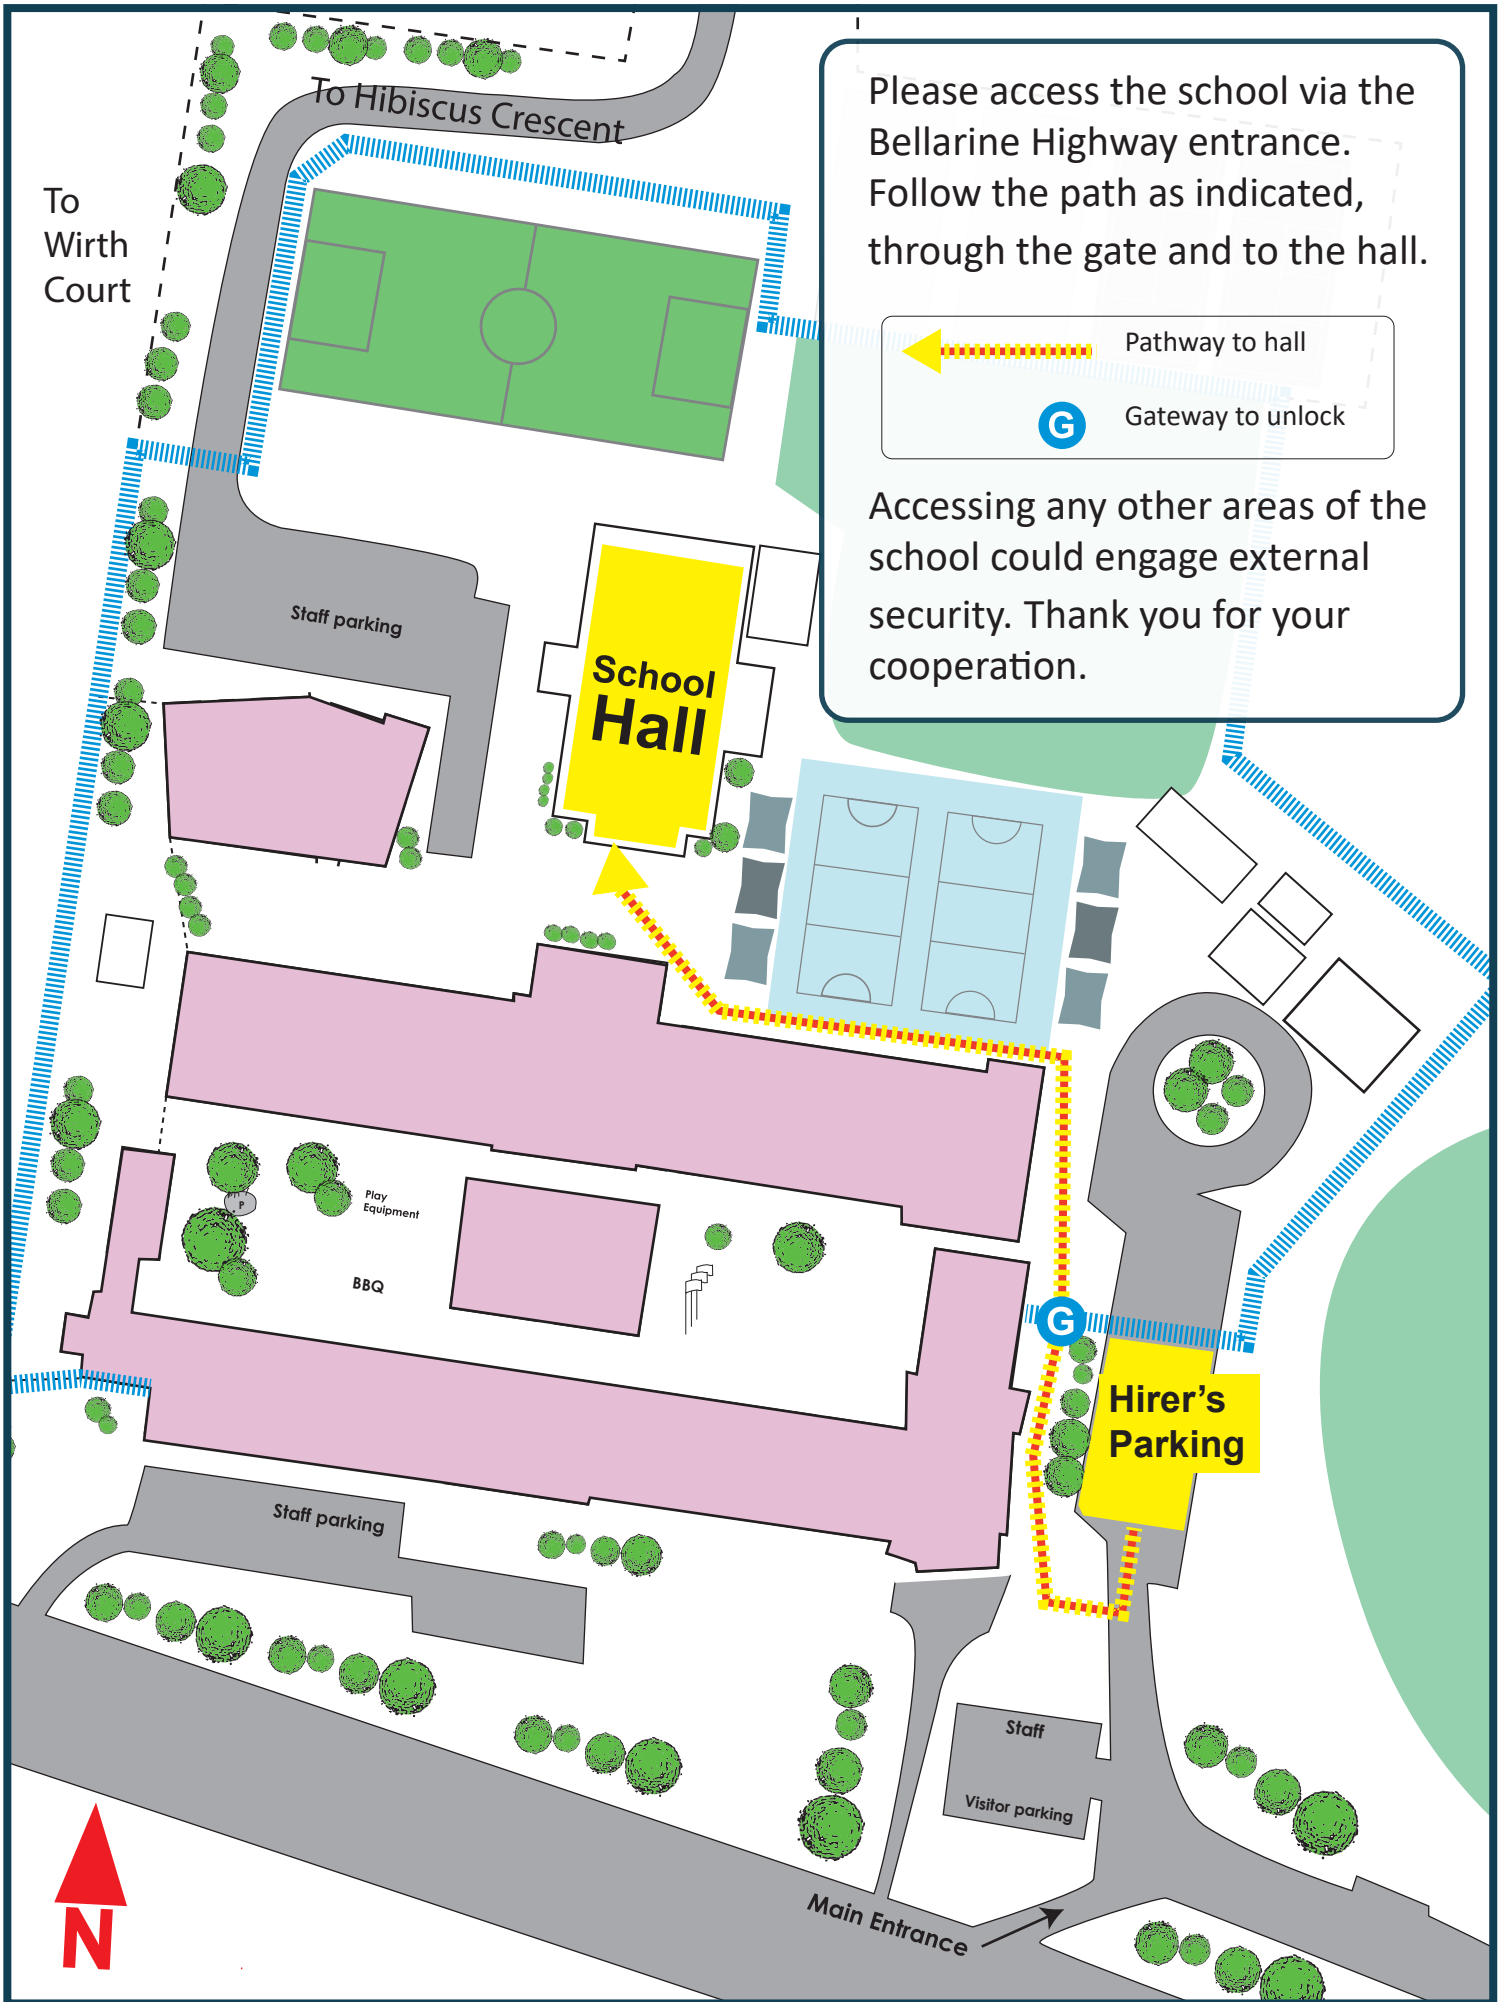 To Hibiscus Crescent
To
Wirth
Court
Please access the school via the
Bellarine Highway entrance.
Follow the path as indicated,
through the gate and to the hall.
Pathway to hall
G
Gateway to unlock
Accessing any other areas of the
school could engage external
security. Thank you for your
cooperation.
Staff parking
School
Hall
P
Play
Equipment
BBQ
G
Hirer's
Parking
Staff parking
Staff
Visitor parking
Main Entrance
N